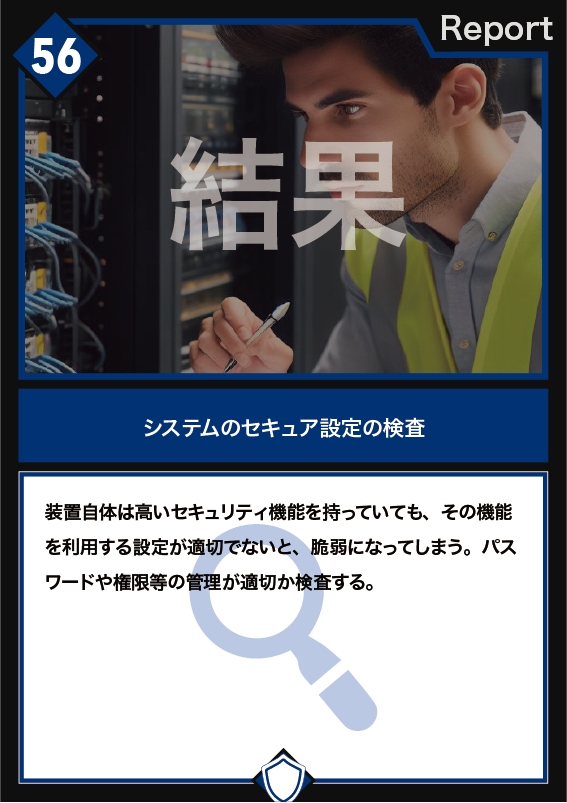 Report
56
結果
システムのセキュア設定の検査
装置自体は高いセキュリティ機能を持っていても、その機能
を利用する設定が適切でないと、脆弱になってしまう。パス
ワードや権限等の管理が適切か検査する。